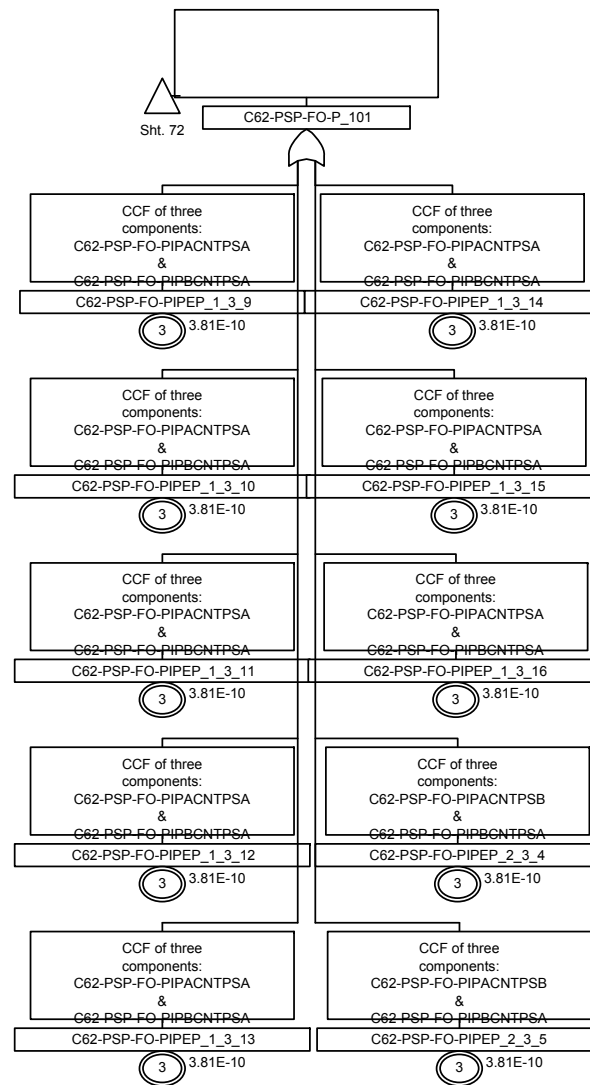 Sht. 72
C62-PSP-FO-P_101
CCF of three
components:
C62-PSP-FO-PIPACNTPSA
&
C62-PSP-FO-PIPBCNTPSA
C62-PSP-FO-PIPEP_1_3_9
3
3.81E-10
CCF of three
components:
C62-PSP-FO-PIPACNTPSA
&
C62-PSP-FO-PIPBCNTPSA
C62-PSP-FO-PIPEP_1_3_14
3
3.81E-10
CCF of three
components:
C62-PSP-FO-PIPACNTPSA
&
C62-PSP-FO-PIPBCNTPSA
C62-PSP-FO-PIPEP_1_3_10
3
3.81E-10
CCF of three
components:
C62-PSP-FO-PIPACNTPSA
&
C62-PSP-FO-PIPBCNTPSA
C62-PSP-FO-PIPEP_1_3_15
3
3.81E-10
CCF of three
components:
C62-PSP-FO-PIPACNTPSA
&
C62-PSP-FO-PIPBCNTPSA
C62-PSP-FO-PIPEP_1_3_11
3
3.81E-10
CCF of three
components:
C62-PSP-FO-PIPACNTPSA
&
C62-PSP-FO-PIPBCNTPSA
C62-PSP-FO-PIPEP_1_3_16
3
3.81E-10
CCF of three
components:
C62-PSP-FO-PIPACNTPSA
&
C62-PSP-FO-PIPBCNTPSA
C62-PSP-FO-PIPEP_1_3_12
3
3.81E-10
CCF of three
components:
C62-PSP-FO-PIPACNTPSB
&
C62-PSP-FO-PIPBCNTPSA
C62-PSP-FO-PIPEP_2_3_4
3
3.81E-10
CCF of three
components:
C62-PSP-FO-PIPACNTPSA
&
C62-PSP-FO-PIPBCNTPSA
C62-PSP-FO-PIPEP_1_3_13
3
3.81E-10
CCF of three
components:
C62-PSP-FO-PIPACNTPSB
&
C62-PSP-FO-PIPBCNTPSA
C62-PSP-FO-PIPEP_2_3_5
3
3.81E-10